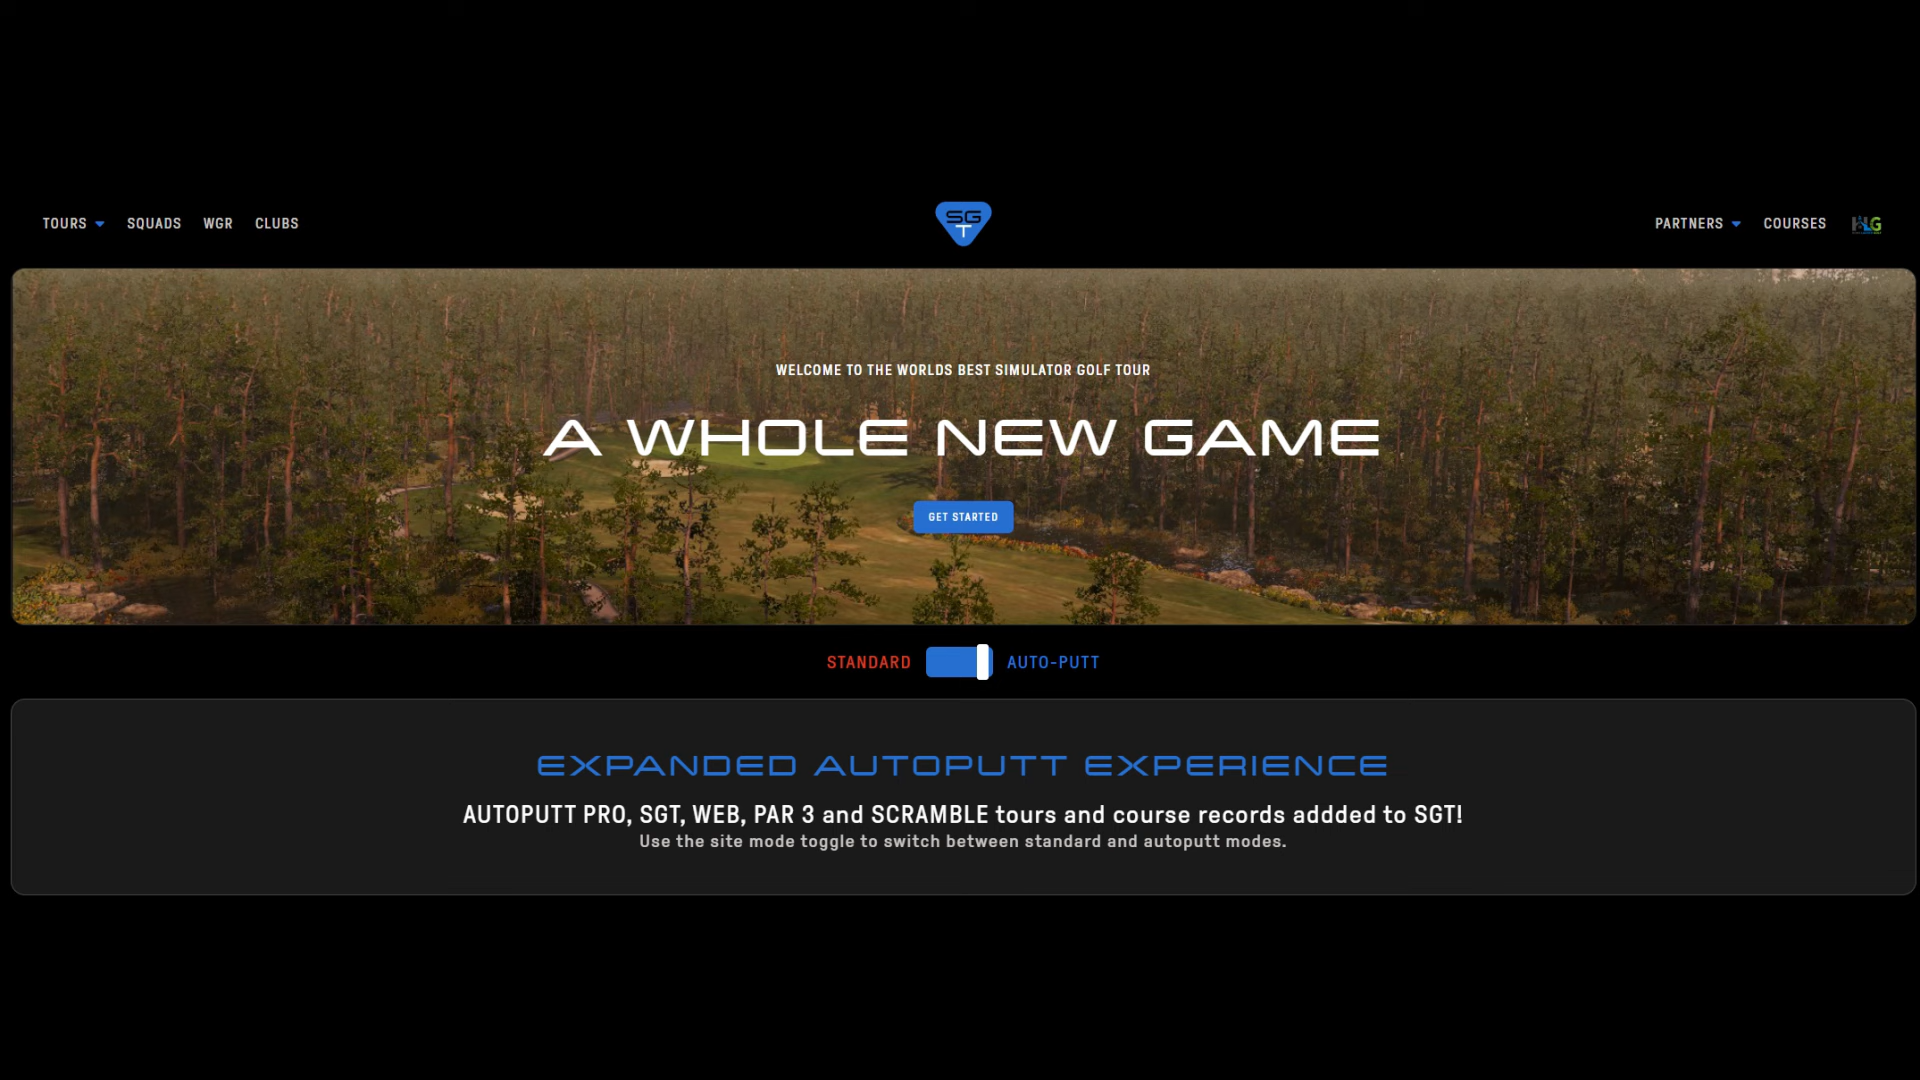 TOURS SQUADS WGR CLUBS
SG
T
PARTNERS COURSES
WELCOME TO THE WORLDS BEST SIMULATOR GOLF TOUR
A WHOLE NEW GAME
GET STARTED
STANDARD AUTO-PUTT
EXPANDED AUTOPUTT EXPERIENCE
AUTOPUTT PRO, SGT, WEB, PAR 3 and SCRAMBLE tours and course records addded to SGT!
Use the site mode toggle to switch between standard and autoputt modes.